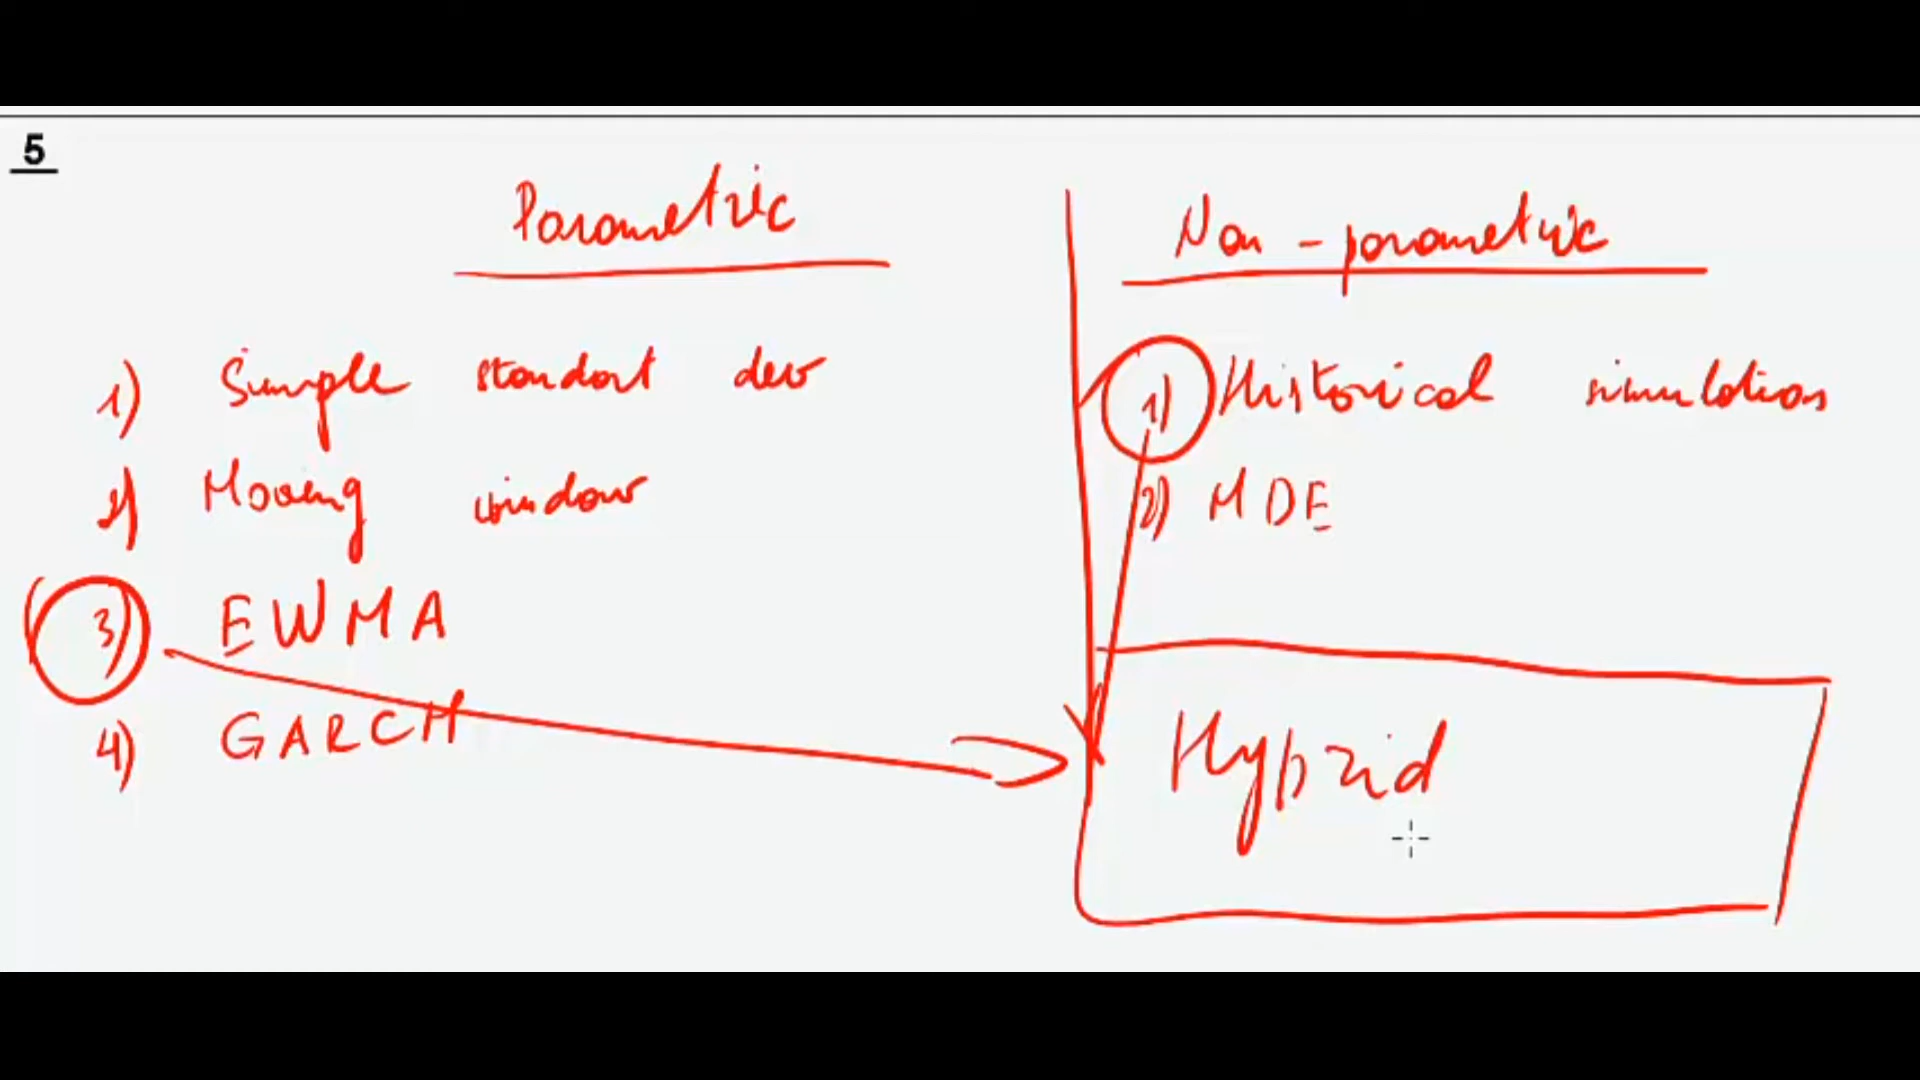 5
Parametric
1) Simple standart dev
2) Moving window
3) EWMA
4) GARCH
Non-parametric
1) Historical simulation
2) MDE
Hybrid